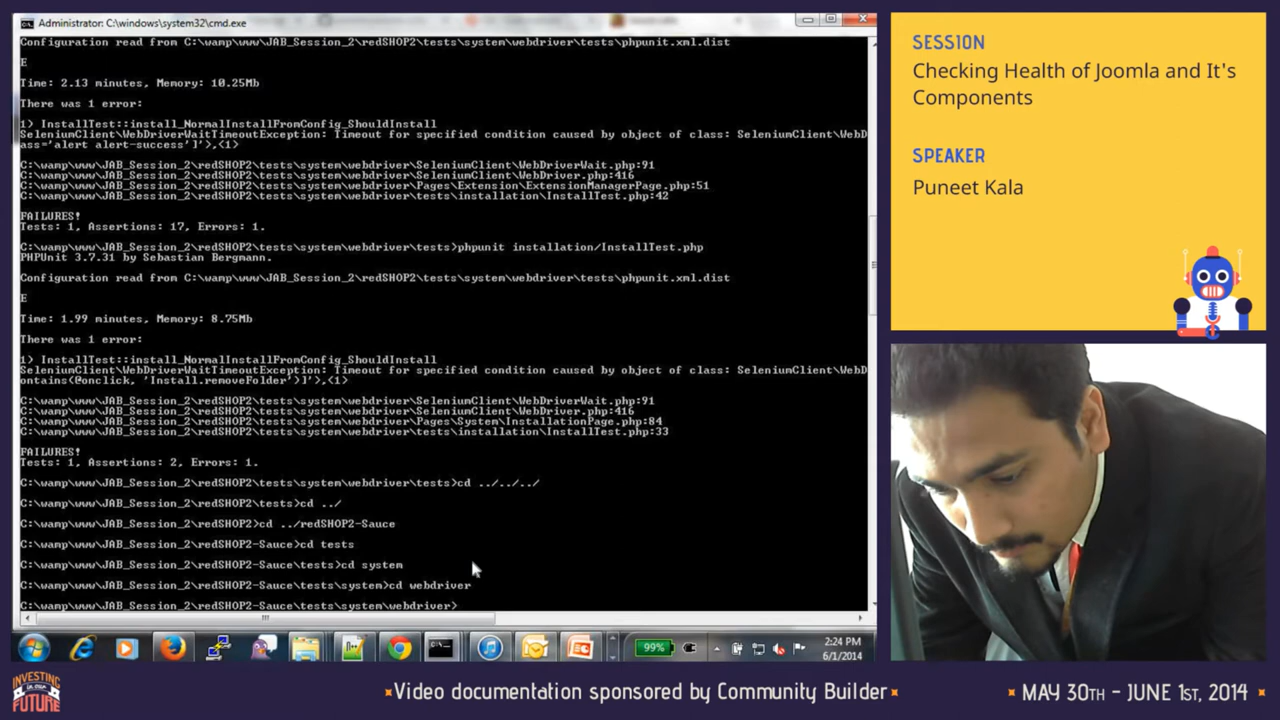 Administrator: C:\windows\system32\cmd.exe
Configuration read from C:\wamp\www\JAB_Session_2\redSHOP2\tests\system\webdriver\tests\phpunit.xml.dist
E
Time: 2.13 minutes, Memory: 10.25Mb
There was 1 error:
1) InstallTest::install_NormalInstallFromConfig_ShouldInstall
SeleniumClient\WebDriverWaitTimeoutException: Timeout for specified condition caused by object of class: SeleniumClient\WebD
ass='alert alert-success']'),<1>
C:\wamp\www\JAB_Session_2\redSHOP2\tests\system\webdriver\SeleniumClient\WebDriverWait.php:91
C:\wamp\www\JAB_Session_2\redSHOP2\tests\system\webdriver\SeleniumClient\WebDriver.php:416
C:\wamp\www\JAB_Session_2\redSHOP2\tests\system\webdriver\Pages\Extension\ExtensionManagerPage.php:51
C:\wamp\www\JAB_Session_2\redSHOP2\tests\system\webdriver\tests\installation\InstallTest.php:42
FAILURES!
Tests: 1, Assertions: 17, Errors: 1.
C:\wamp\www\JAB_Session_2\redSHOP2\tests\system\webdriver\tests>phpunit installation/InstallTest.php
PHPUnit 3.7.31 by Sebastian Bergmann.
Configuration read from C:\wamp\www\JAB_Session_2\redSHOP2\tests\system\webdriver\tests\phpunit.xml.dist
E
Time: 1.99 minutes, Memory: 8.75Mb
There was 1 error:
1) InstallTest::install_NormalInstallFromConfig_ShouldInstall
SeleniumClient\WebDriverWaitTimeoutException: Timeout for specified condition caused by object of class: SeleniumClient\WebD
ontains(@onclick, 'Install.removeFolder')]'),<1>
C:\wamp\www\JAB_Session_2\redSHOP2\tests\system\webdriver\SeleniumClient\WebDriverWait.php:91
C:\wamp\www\JAB_Session_2\redSHOP2\tests\system\webdriver\SeleniumClient\WebDriver.php:416
C:\wamp\www\JAB_Session_2\redSHOP2\tests\system\webdriver\Pages\System\InstallationPage.php:84
C:\wamp\www\JAB_Session_2\redSHOP2\tests\system\webdriver\tests\installation\InstallTest.php:33
FAILURES!
Tests: 1, Assertions: 2, Errors: 1.
C:\wamp\www\JAB_Session_2\redSHOP2\tests\system\webdriver\tests>cd ../../../
C:\wamp\www\JAB_Session_2\redSHOP2\tests>cd ../
C:\wamp\www\JAB_Session_2\redSHOP2>cd ../redSHOP2-Sauce
C:\wamp\www\JAB_Session_2\redSHOP2-Sauce>cd tests
C:\wamp\www\JAB_Session_2\redSHOP2-Sauce\tests>cd system
C:\wamp\www\JAB_Session_2\redSHOP2-Sauce\tests\system>cd webdriver
C:\wamp\www\JAB_Session_2\redSHOP2-Sauce\tests\system\webdriver>
99%
2:24 PM
6/1/2014
SESSION
Checking Health of Joomla and It's
Components
SPEAKER
Puneet Kala
INVESTING
IN OUR
FUTURE
Video documentation sponsored by Community Builder
MAY 30TH - JUNE 1ST, 2014